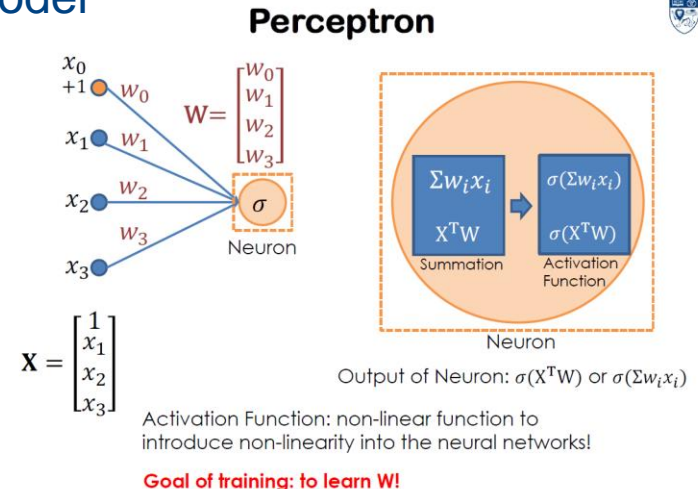 oder
Perceptron
x₀
+1
w₀
x₁
w₁
x₂
w₂
x₃
w₃
W= [w₀ w₁ w₂ w₃]
σ
Neuron
X = [1 x₁ x₂ x₃]
Σwᵢxᵢ
XᵀW
Summation
σ(Σwᵢxᵢ)
σ(XᵀW)
Activation
Function
Neuron
Output of Neuron: σ(XᵀW) or σ(Σwᵢxᵢ)
Activation Function: non-linear function to
introduce non-linearity into the neural networks!
Goal of training: to learn W!